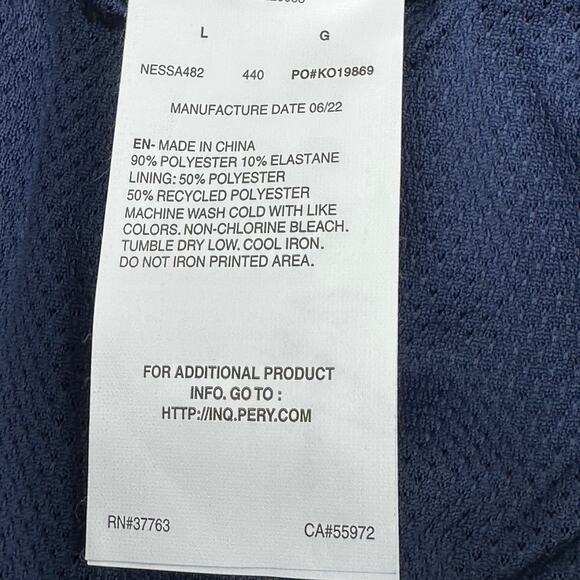 L G
NESSA482 440 PO#KO19869
MANUFACTURE DATE 06/22
EN- MADE IN CHINA
90% POLYESTER 10% ELASTANE
LINING: 50% POLYESTER
50% RECYCLED POLYESTER
MACHINE WASH COLD WITH LIKE
COLORS. NON-CHLORINE BLEACH.
TUMBLE DRY LOW. COOL IRON.
DO NOT IRON PRINTED AREA.
FOR ADDITIONAL PRODUCT
INFO. GO TO :
HTTP://INQ.PERY.COM
RN#37763 CA#55972